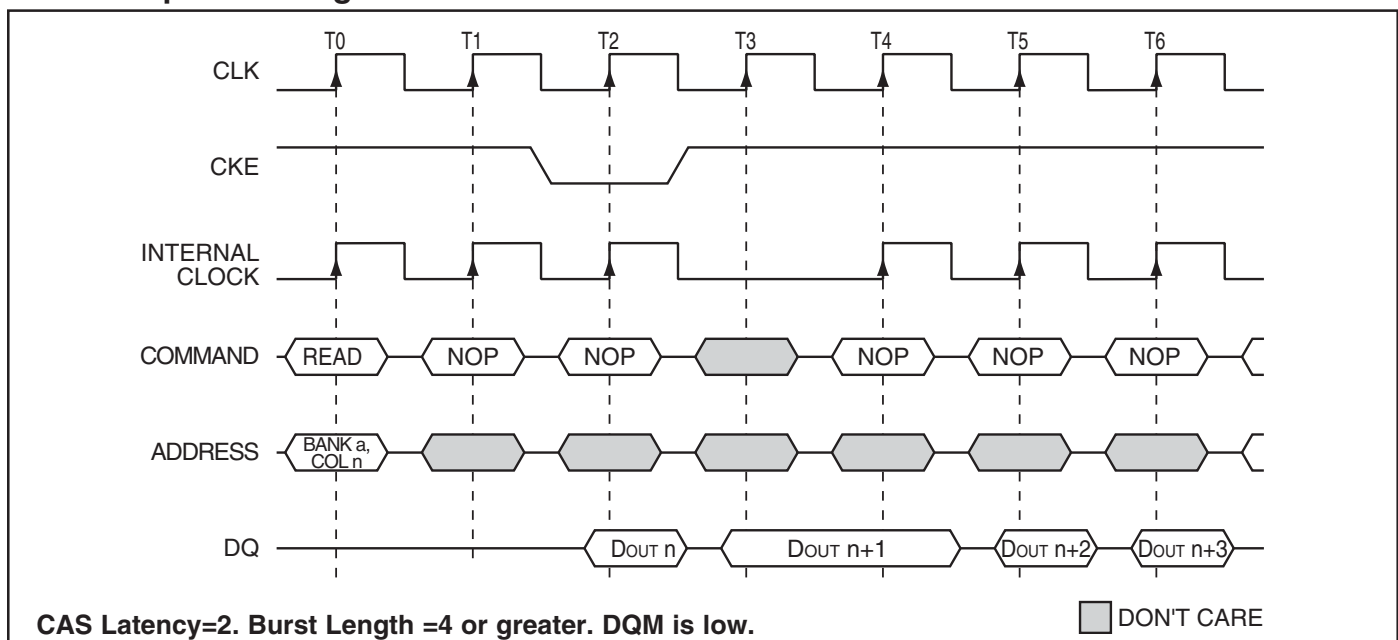 T0 T1 T2 T3 T4 T5 T6
CLK
CKE
INTERNAL
CLOCK
COMMAND READ NOP NOP NOP NOP NOP
ADDRESS BANK a,
COL n
DQ DOUT n DOUT n+1 DOUT n+2 DOUT n+3
CAS Latency=2. Burst Length =4 or greater. DQM is low. DON'T CARE